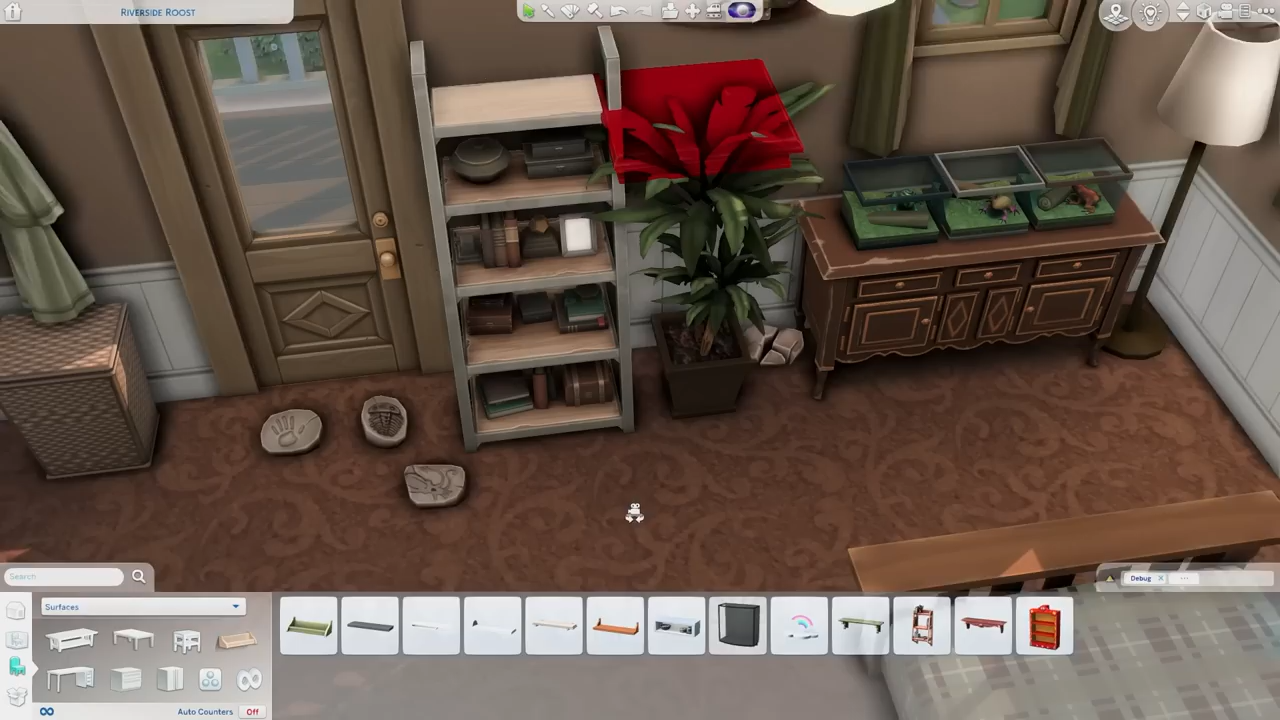 RIVERSIDE ROOST
Search
Debug
Surfaces
Auto Counters Off